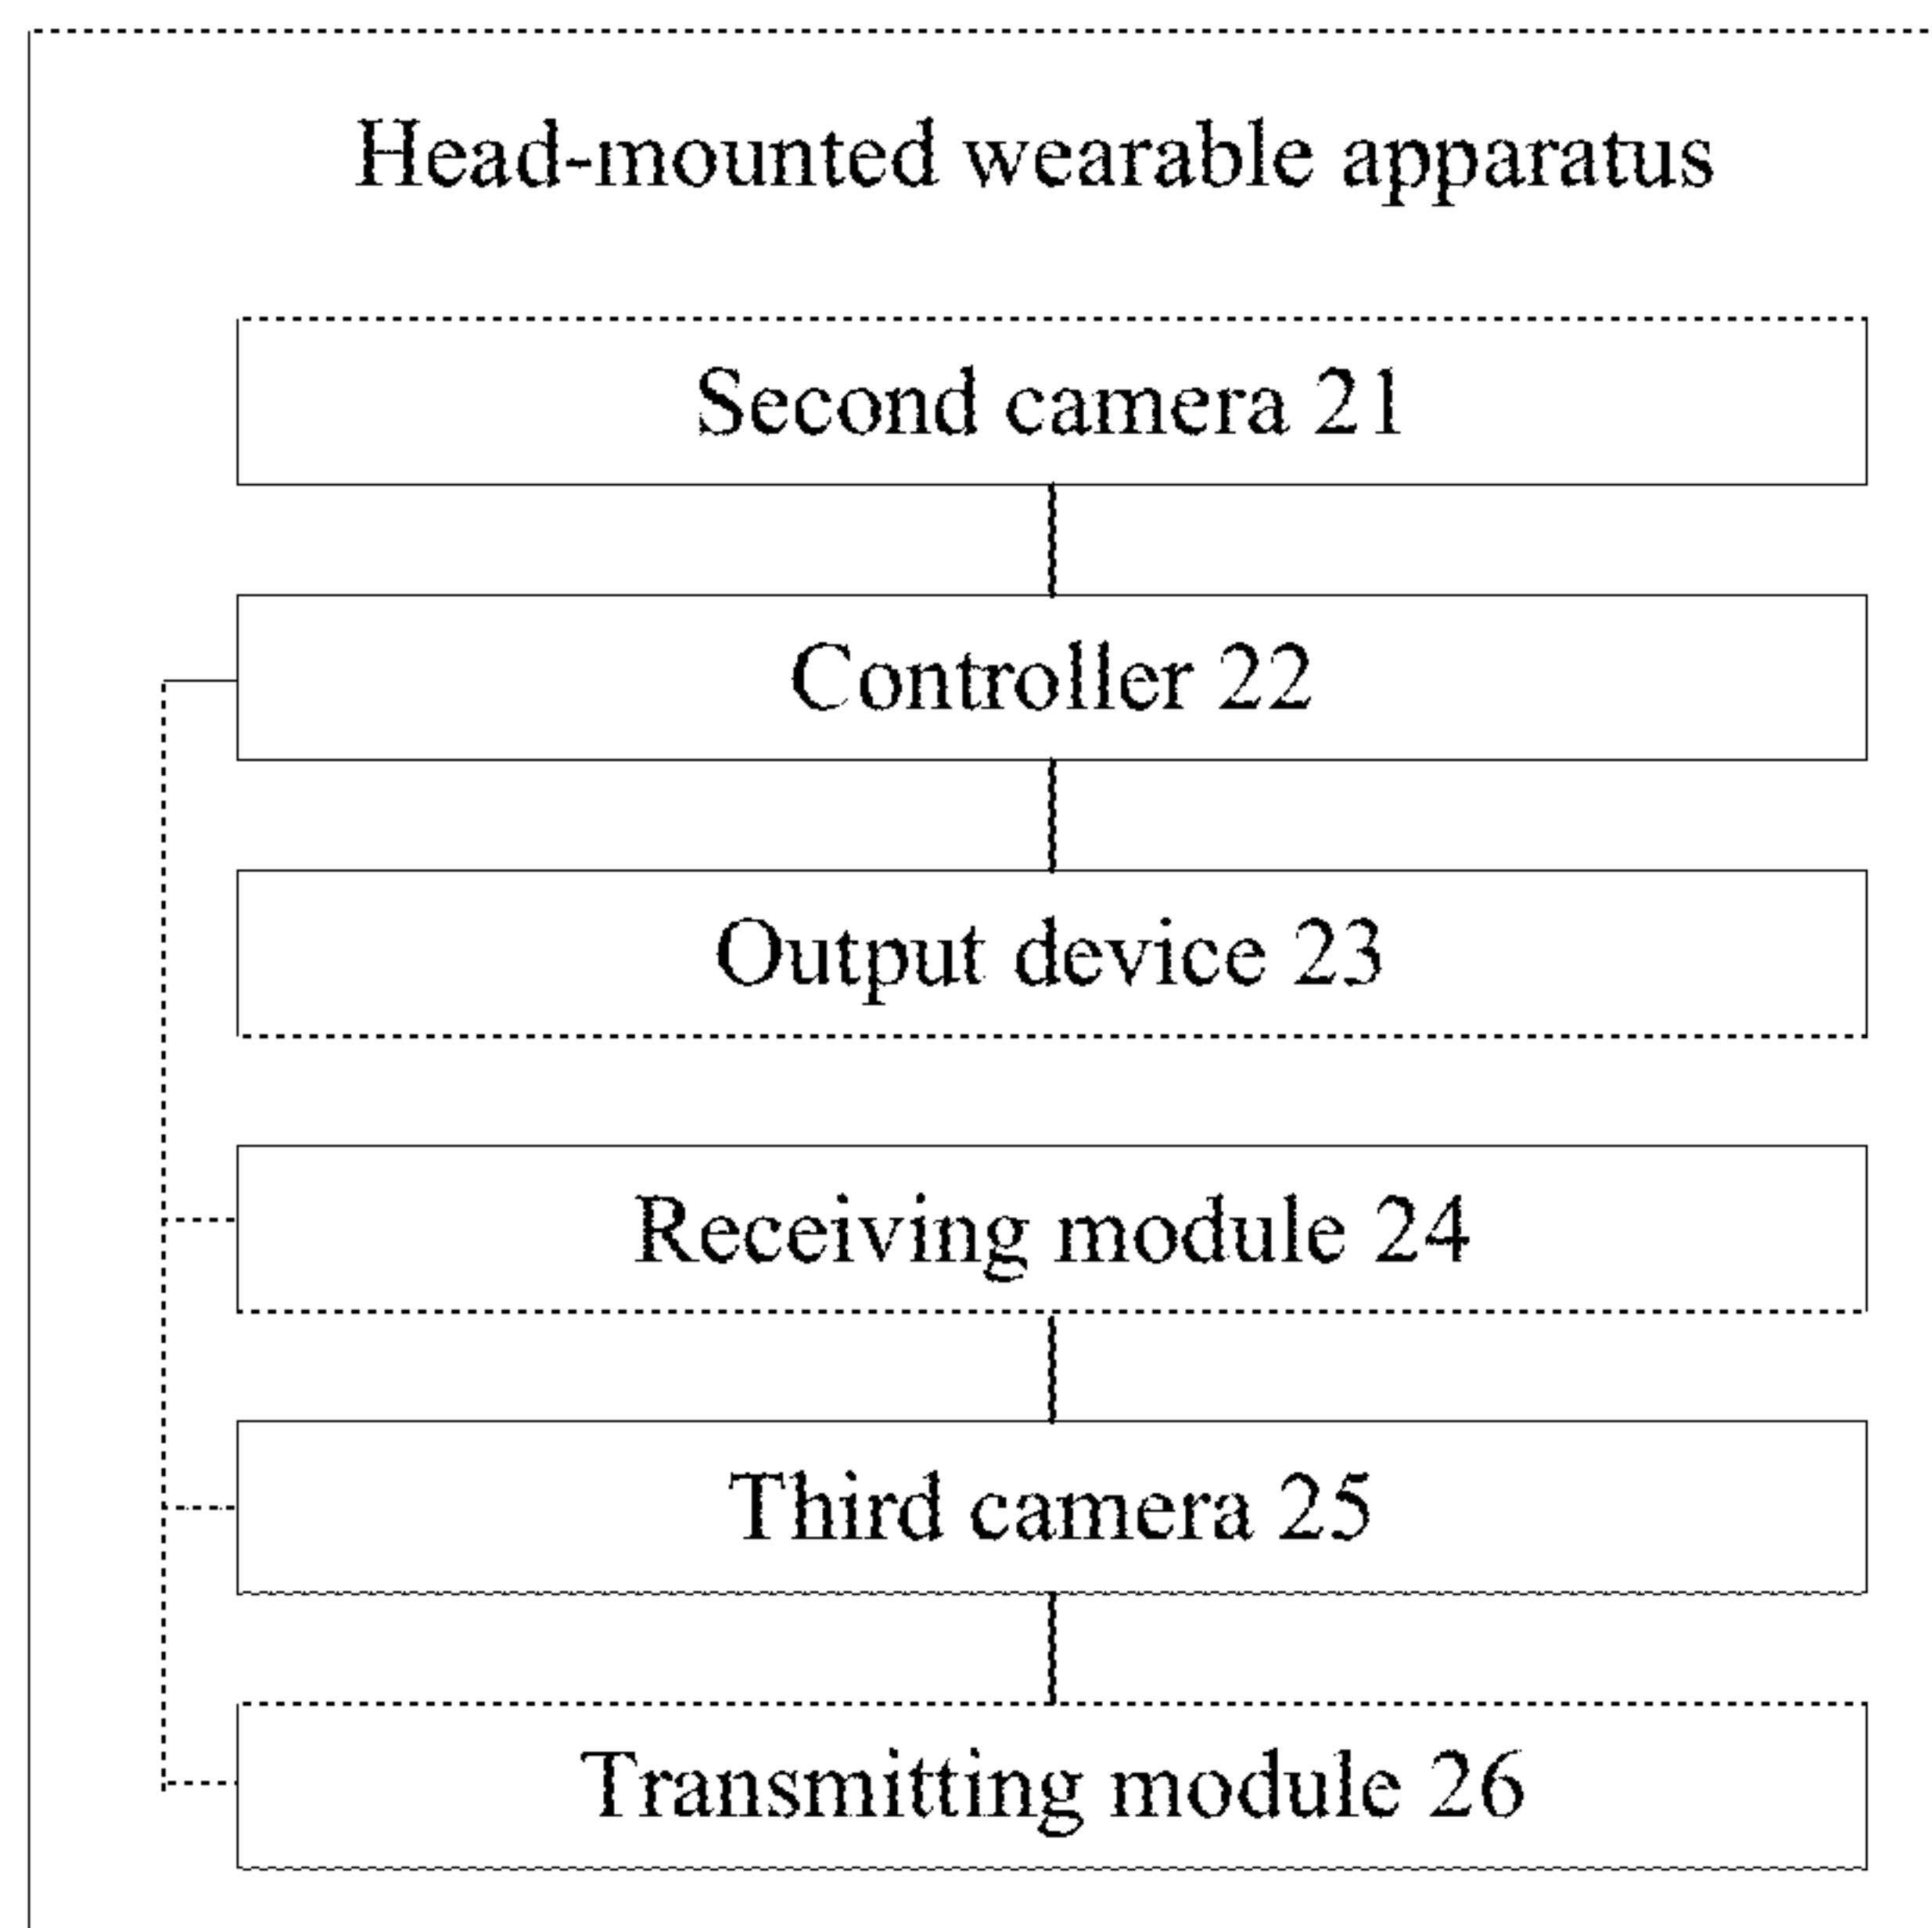 Head-mounted wearable apparatus
Second camera 21
Controller 22
Output device 23
Receiving module 24
Third camera 25
Transmitting module 26